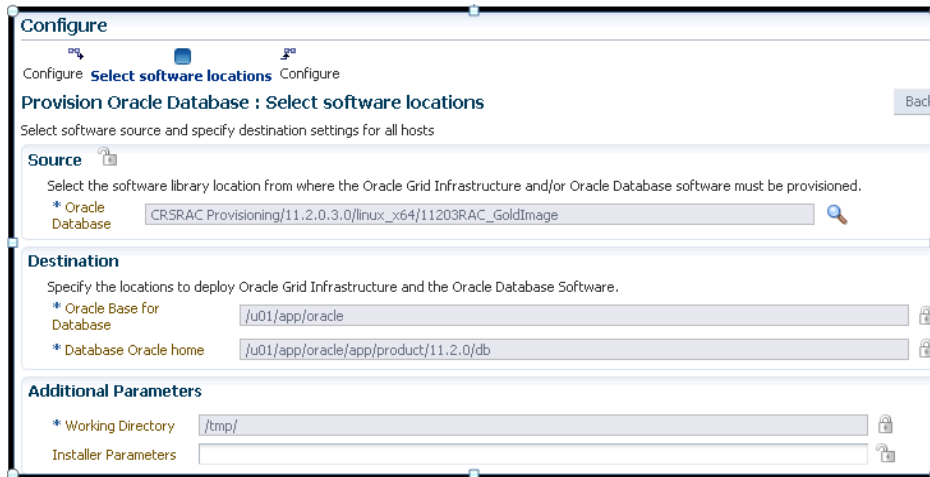 Configure
Configure Select software locations Configure
Provision Oracle Database : Select software locations
Back
Select software source and specify destination settings for all hosts
Source
Select the software library location from where the Oracle Grid Infrastructure and/or Oracle Database software must be provisioned.
* Oracle Database
CRSRAC Provisioning/11.2.0.3.0/linux_x64/11203RAC_GoldImage
Destination
Specify the locations to deploy Oracle Grid Infrastructure and the Oracle Database Software.
* Oracle Base for Database
/u01/app/oracle
* Database Oracle home
/u01/app/oracle/app/product/11.2.0/db
Additional Parameters
* Working Directory
/tmp/
Installer Parameters